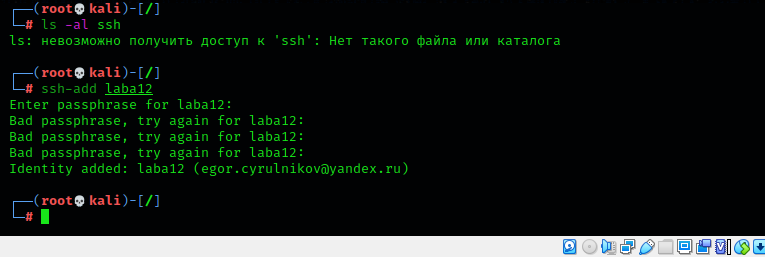 ┌──(root💀kali)-[/]
└─# ls -al ssh
ls: невозможно получить доступ к 'ssh': Нет такого файла или каталога
┌──(root💀kali)-[/]
└─# ssh-add laba12
Enter passphrase for laba12:
Bad passphrase, try again for laba12:
Bad passphrase, try again for laba12:
Bad passphrase, try again for laba12:
Identity added: laba12 (egor.cyrulnikov@yandex.ru)
┌──(root💀kali)-[/]
└─#